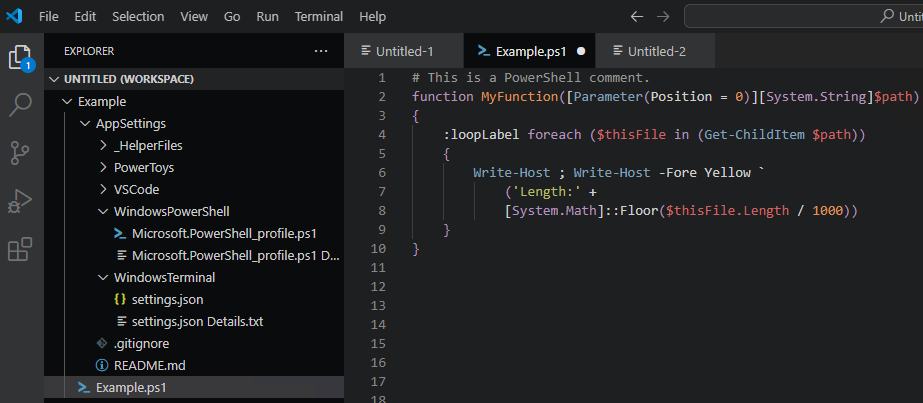 File Edit Selection View Go Run Terminal Help
EXPLORER
Untitled-1 Example.ps1 Untitled-2
1
UNTITLED (WORKSPACE)
Example
AppSettings
_HelperFiles
PowerToys
VSCode
WindowsPowerShell
Microsoft.PowerShell_profile.ps1
Microsoft.PowerShell_profile.ps1 D...
WindowsTerminal
{} settings.json
settings.json Details.txt
.gitignore
README.md
Example.ps1
1 # This is a PowerShell comment.
2 function MyFunction([Parameter(Position = 0)][System.String]$path)
3 {
4 :loopLabel foreach ($thisFile in (Get-ChildItem $path))
5 {
6 Write-Host ; Write-Host -Fore Yellow `
7 ('Length:' +
8 [System.Math]::Floor($thisFile.Length / 1000))
9 }
10 }
11
12
13
14
15
16
17
18